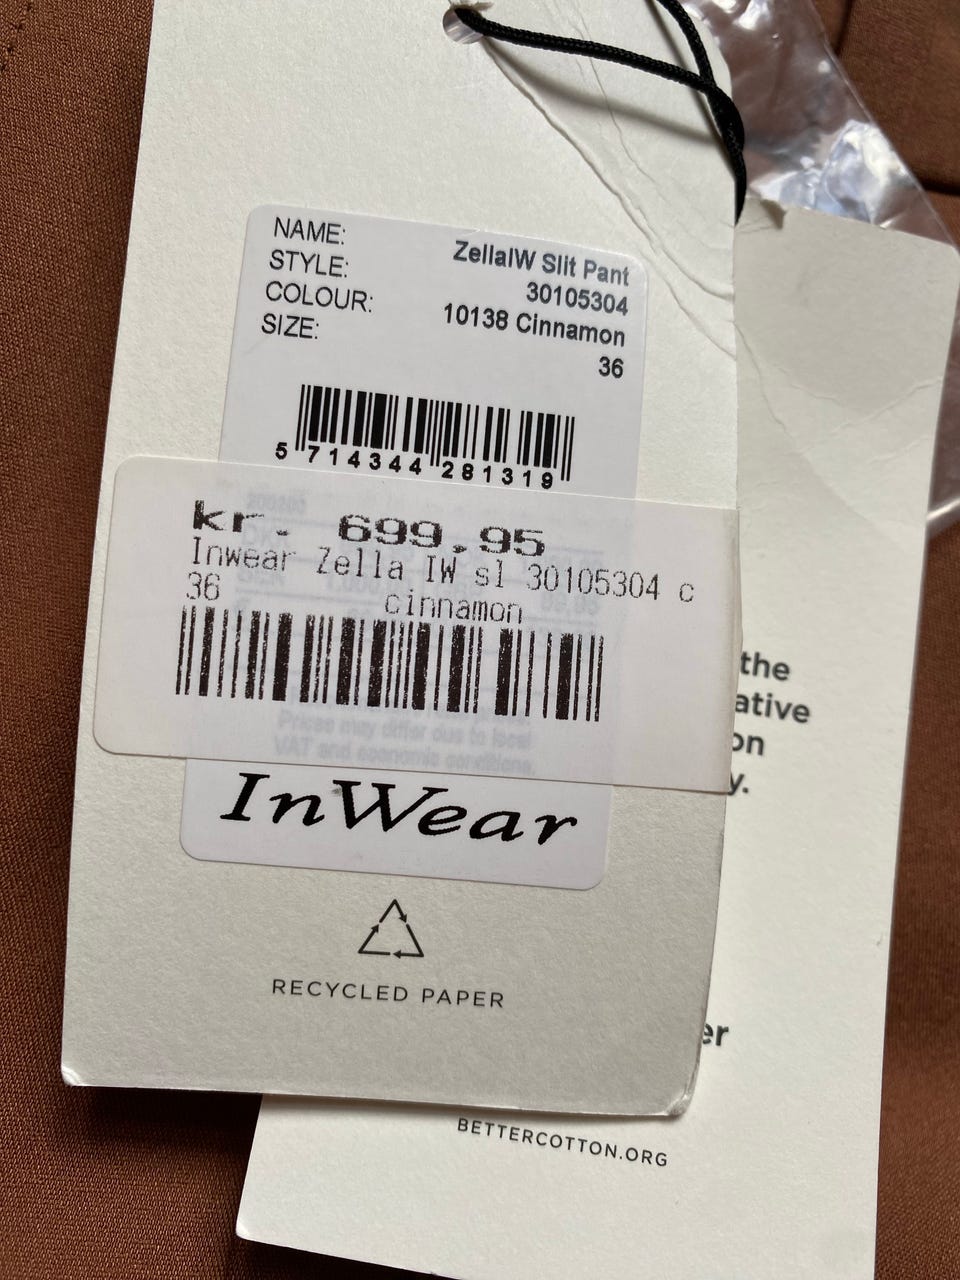 NAME: ZellaIW Slit Pant
STYLE: 30105304
COLOUR: 10138 Cinnamon
SIZE: 36
5 714344 281319
kr. 699,95
Inwear Zella IW sl 30105304 c
36 cinnamon
Prices may differ due to local
VAT and economic conditions.
InWear
RECYCLED PAPER
the
ative
on
y.
er
BETTERCOTTON.ORG